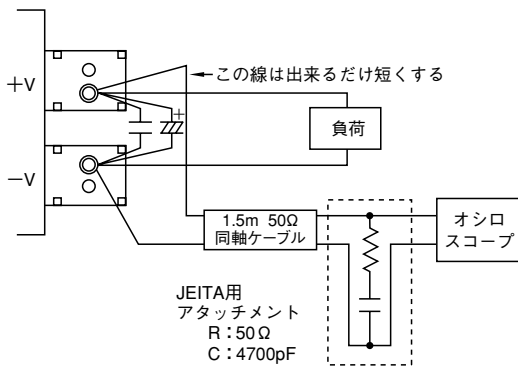 +V
この線は出来るだけ短くする
+
負荷
−V
1.5m 50Ω
同軸ケーブル
オシロ
スコープ
JEITA用
アタッチメント
R：50Ω
C：4700pF